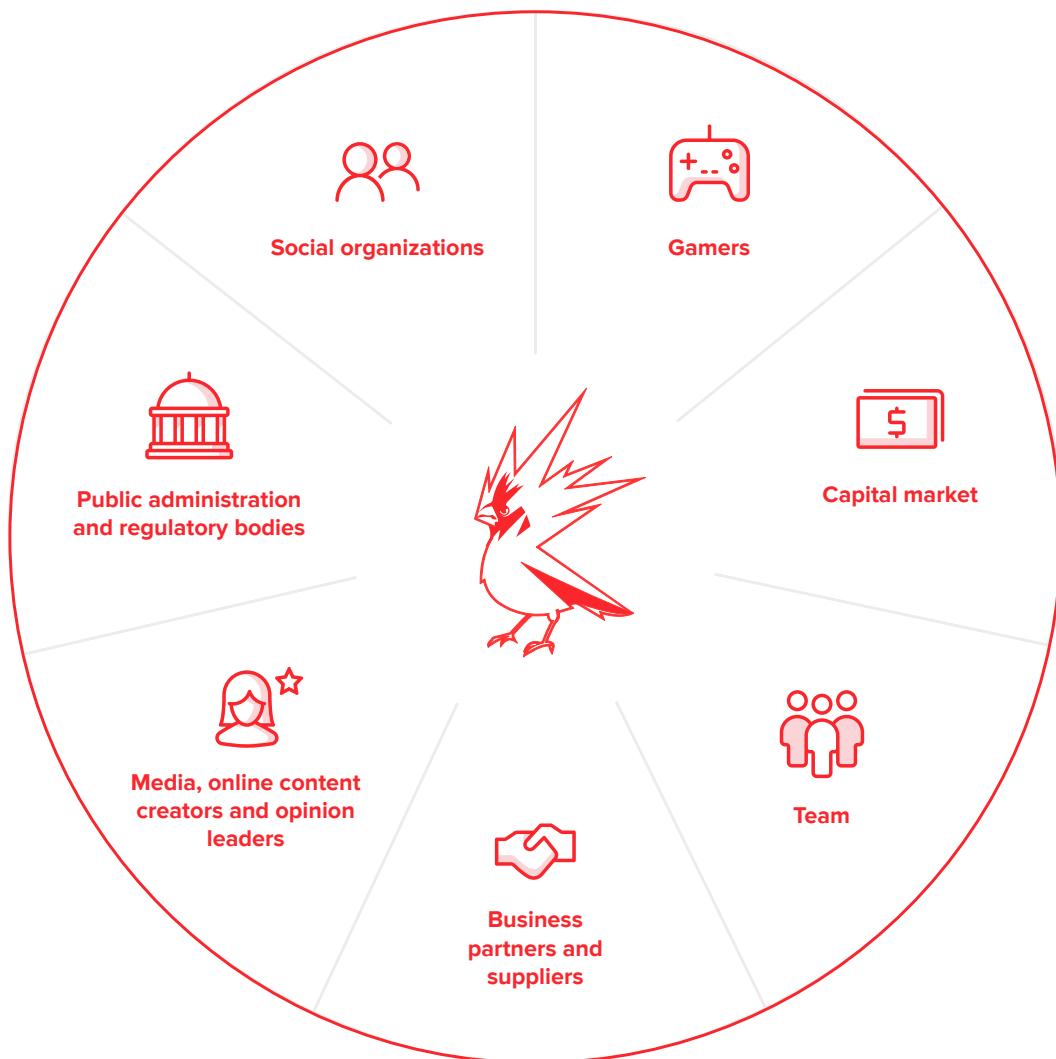 Social organizations
Gamers
Capital market
Public administration
and regulatory bodies
Team
Media, online content
creators and opinion
leaders
Business
partners and
suppliers